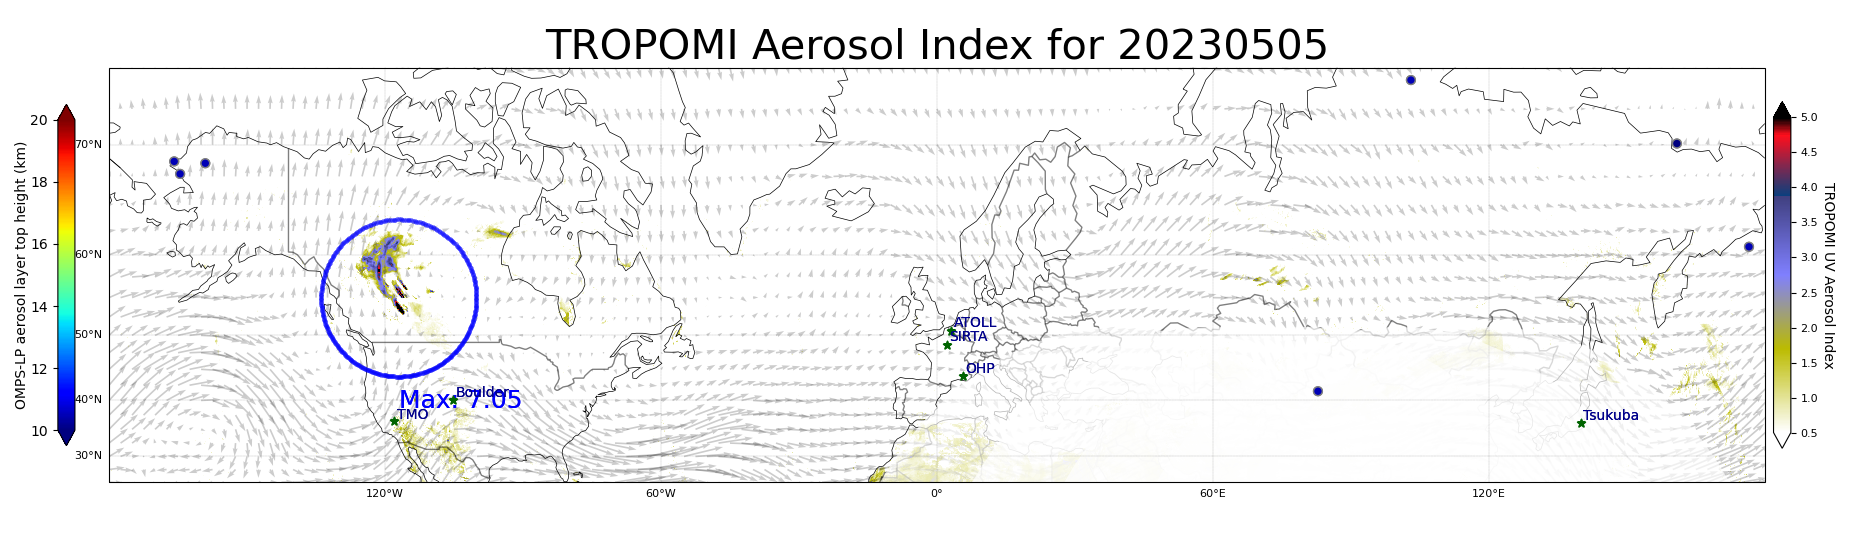 TROPOMI Aerosol Index for 20230505
OMPS-LP aerosol layer top height (km)
20
18
16
14
12
10
70°N
60°N
50°N
40°N
30°N
120°W
60°W
0°
60°E
120°E
ATOLL
SIRTA
OHP
Boulder
Max: 7.05
TMO
Tsukuba
5.0
4.5
4.0
3.5
3.0
2.5
2.0
1.5
1.0
0.5
TROPOMI UV Aerosol Index